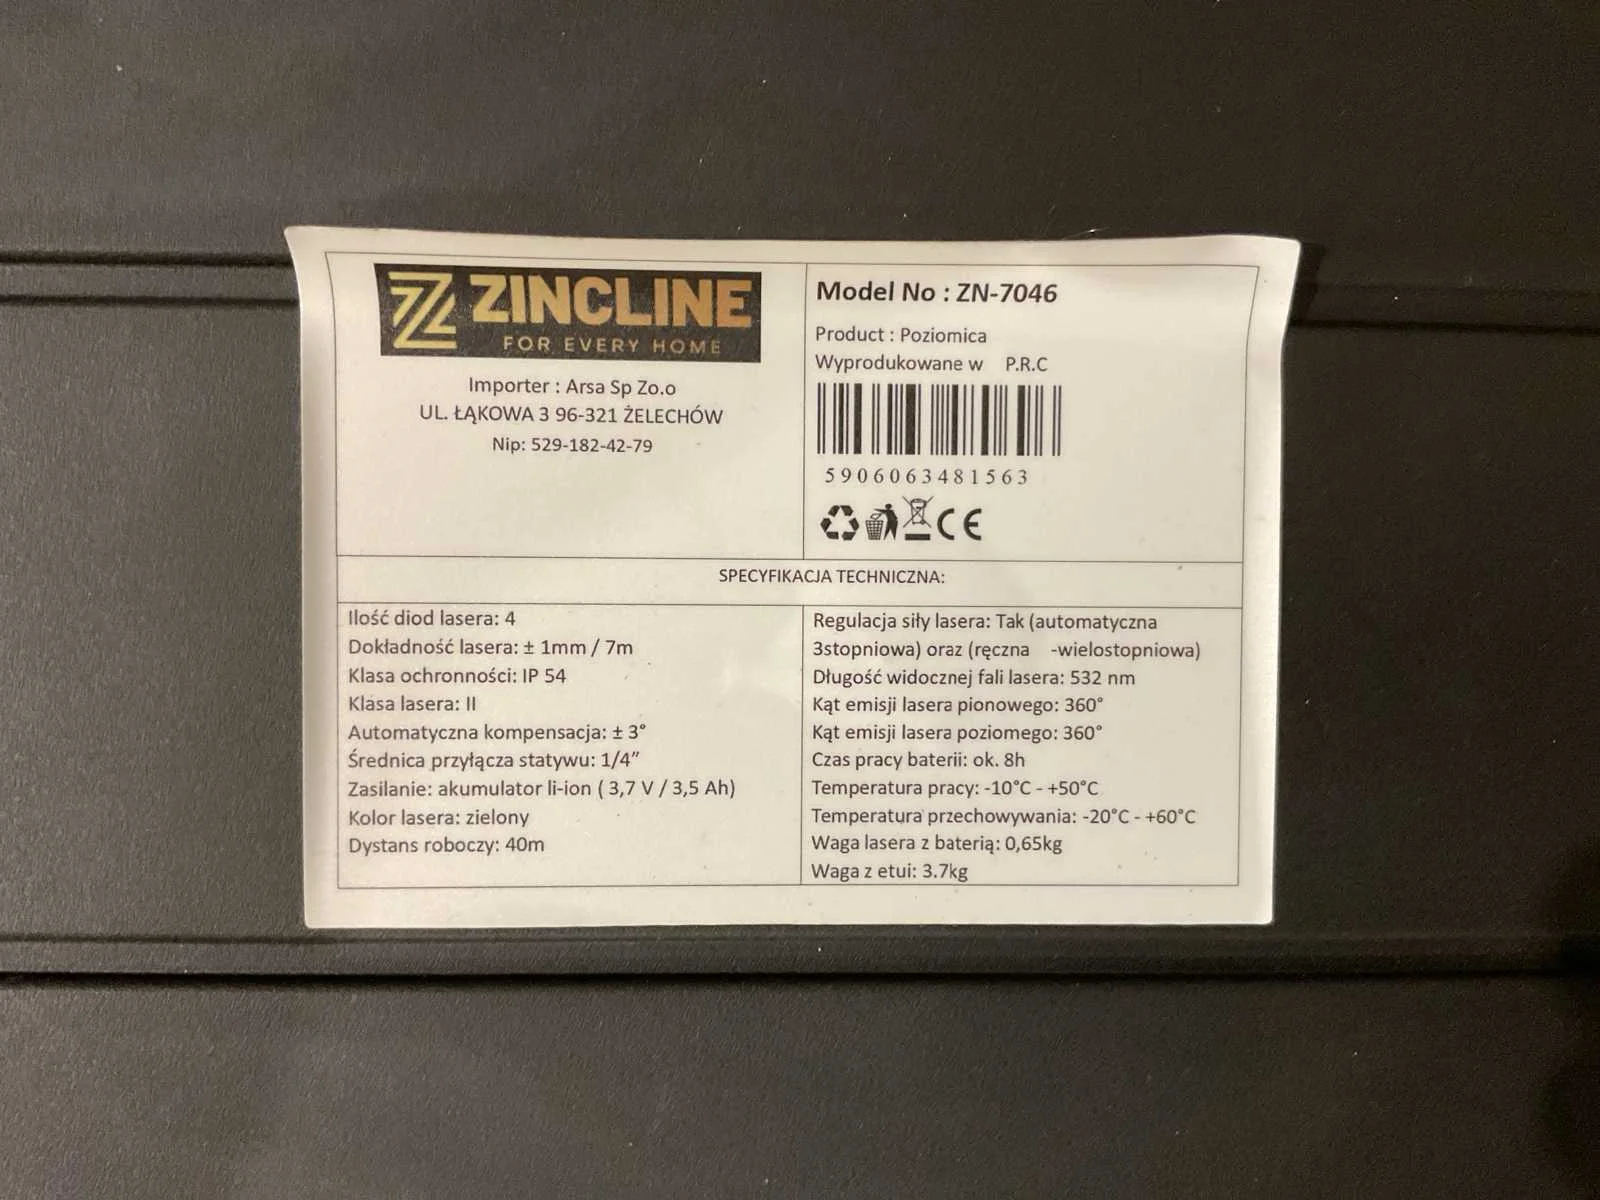 ZINCLINE
FOR EVERY HOME
Importer : Arsa Sp Zo.o
UL. ŁĄKOWA 3 96-321 ŻELECHÓW
Nip: 529-182-42-79
Model No : ZN-7046
Product : Poziomica
Wyprodukowane w P.R.C
5906063481563
CE
SPECYFIKACJA TECHNICZNA:
Ilość diod lasera: 4
Dokładność lasera: ± 1mm / 7m
Klasa ochronności: IP 54
Klasa lasera: II
Automatyczna kompensacja: ± 3°
Średnica przyłącza statywu: 1/4”
Zasilanie: akumulator li-ion ( 3,7 V / 3,5 Ah)
Kolor lasera: zielony
Dystans roboczy: 40m
Regulacja siły lasera: Tak (automatyczna
3stopniowa) oraz (ręczna -wielostopniowa)
Długość widocznej fali lasera: 532 nm
Kąt emisji lasera pionowego: 360°
Kąt emisji lasera poziomego: 360°
Czas pracy baterii: ok. 8h
Temperatura pracy: -10°C - +50°C
Temperatura przechowywania: -20°C - +60°C
Waga lasera z baterią: 0,65kg
Waga z etui: 3.7kg